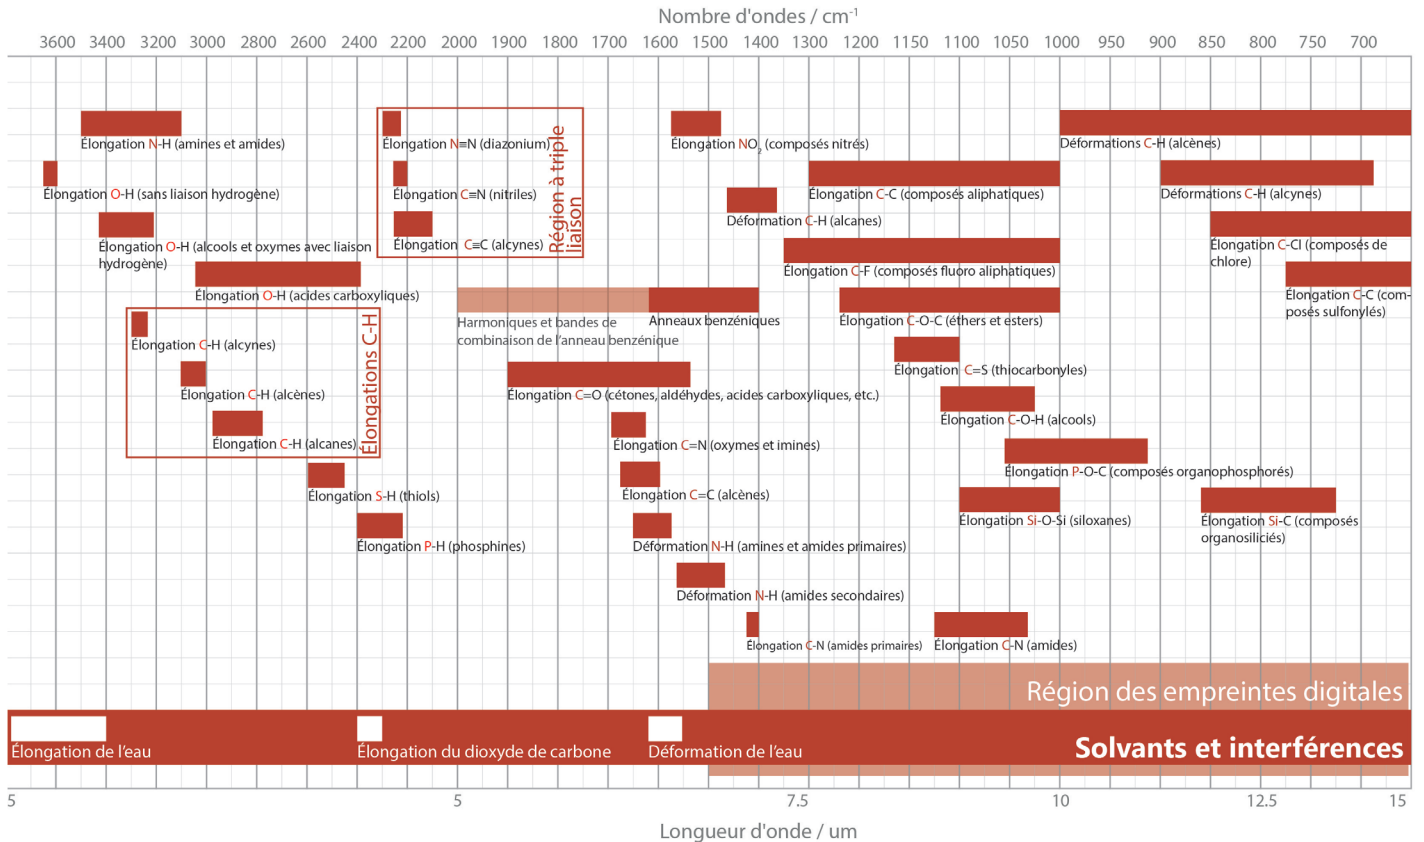 Nombre d'ondes / cm⁻¹
3600 3400 3200 3000 2800 2600 2400 2200 2000 1900 1800 1700 1600 1500 1400 1300 1200 1150 1100 1050 1000 950 900 850 800 750 700
Élongation N-H (amines et amides)
Élongation N≡N (diazonium)
Élongation NO₂ (composés nitrés)
Déformations C-H (alcènes)
Élongation O-H (sans liaison hydrogène)
Élongation C≡N (nitriles)
Élongation C-C (composés aliphatiques)
Déformations C-H (alcynes)
Déformation C-H (alcanes)
Élongation O-H (alcools et oxymes avec liaison
hydrogène)
Élongation C≡C (alcynes)
Région à triple
liaison
Élongation C-Cl (composés de
chlore)
Élongation C-F (composés fluoro aliphatiques)
Élongation O-H (acides carboxyliques)
Élongation C-C (com-
posés sulfonylés)
Harmoniques et bandes de
combinaison de l'anneau benzénique
Anneaux benzéniques
Élongation C-O-C (éthers et esters)
Élongation C-H (alcynes)
Élongations C-H
Élongation C=S (thiocarbonyles)
Élongation C-H (alcènes)
Élongation C=O (cétones, aldéhydes, acides carboxyliques, etc.)
Élongation C-O-H (alcools)
Élongation C-H (alcanes)
Élongation C=N (oxymes et imines)
Élongation P-O-C (composés organophosphorés)
Élongation S-H (thiols)
Élongation C=C (alcènes)
Élongation Si-O-Si (siloxanes)
Élongation Si-C (composés
organosiliciés)
Élongation P-H (phosphines)
Déformation N-H (amines et amides primaires)
Déformation N-H (amides secondaires)
Élongation C-N (amides primaires)
Élongation C-N (amides)
Région des empreintes digitales
Élongation de l'eau
Élongation du dioxyde de carbone
Déformation de l'eau
Solvants et interférences
5 5 7.5 10 12.5 15
Longueur d'onde / um